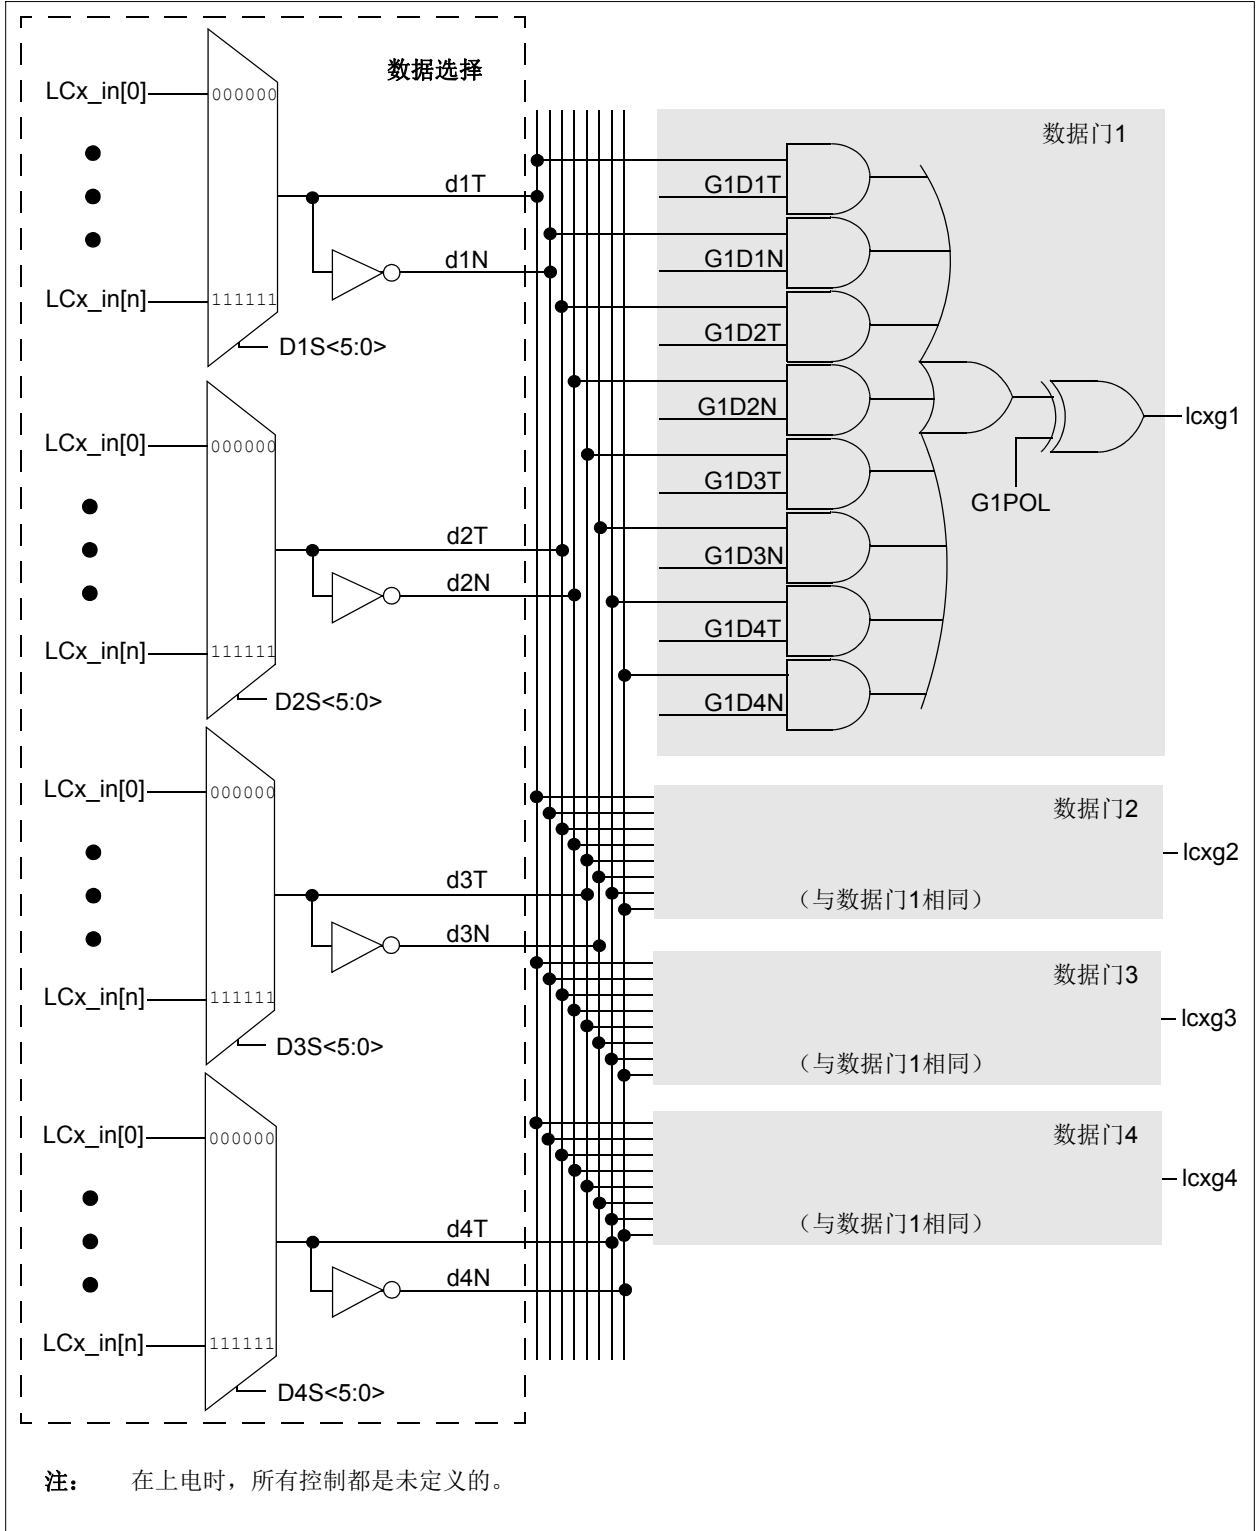 数据选择
LCx_in[0]
000000
d1T
d1N
LCx_in[n]
111111
D1S<5:0>
LCx_in[0]
000000
d2T
d2N
LCx_in[n]
111111
D2S<5:0>
LCx_in[0]
000000
d3T
d3N
LCx_in[n]
111111
D3S<5:0>
LCx_in[0]
000000
d4T
d4N
LCx_in[n]
111111
D4S<5:0>
数据门1
G1D1T
G1D1N
G1D2T
G1D2N
G1D3T
G1D3N
G1D4T
G1D4N
G1POL
lcxg1
数据门2
(与数据门1相同)
lcxg2
数据门3
(与数据门1相同)
lcxg3
数据门4
(与数据门1相同)
lcxg4
注: 在上电时，所有控制都是未定义的。